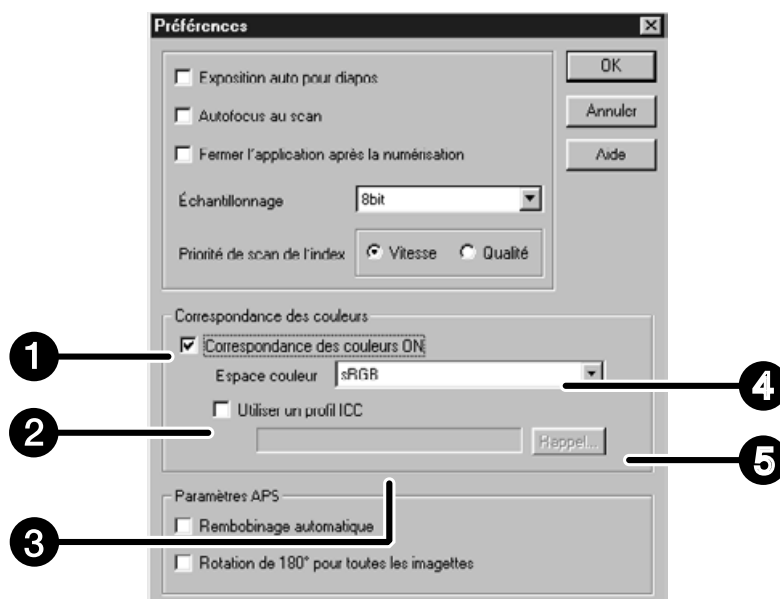 Préférences
Exposition auto pour diapos
OK
Autofocus au scan
Annuler
Fermer l'application après la numérisation
Aide
Échantillonnage 8bit
Priorité de scan de l'index Vitesse Qualité
Correspondance des couleurs
1 Correspondance des couleurs ON
Espace couleur sRGB
4
Utiliser un profil ICC
2
Rappel...
5
Paramètres APS
Rembobinage automatique
3
Rotation de 180° pour toutes les imagettes